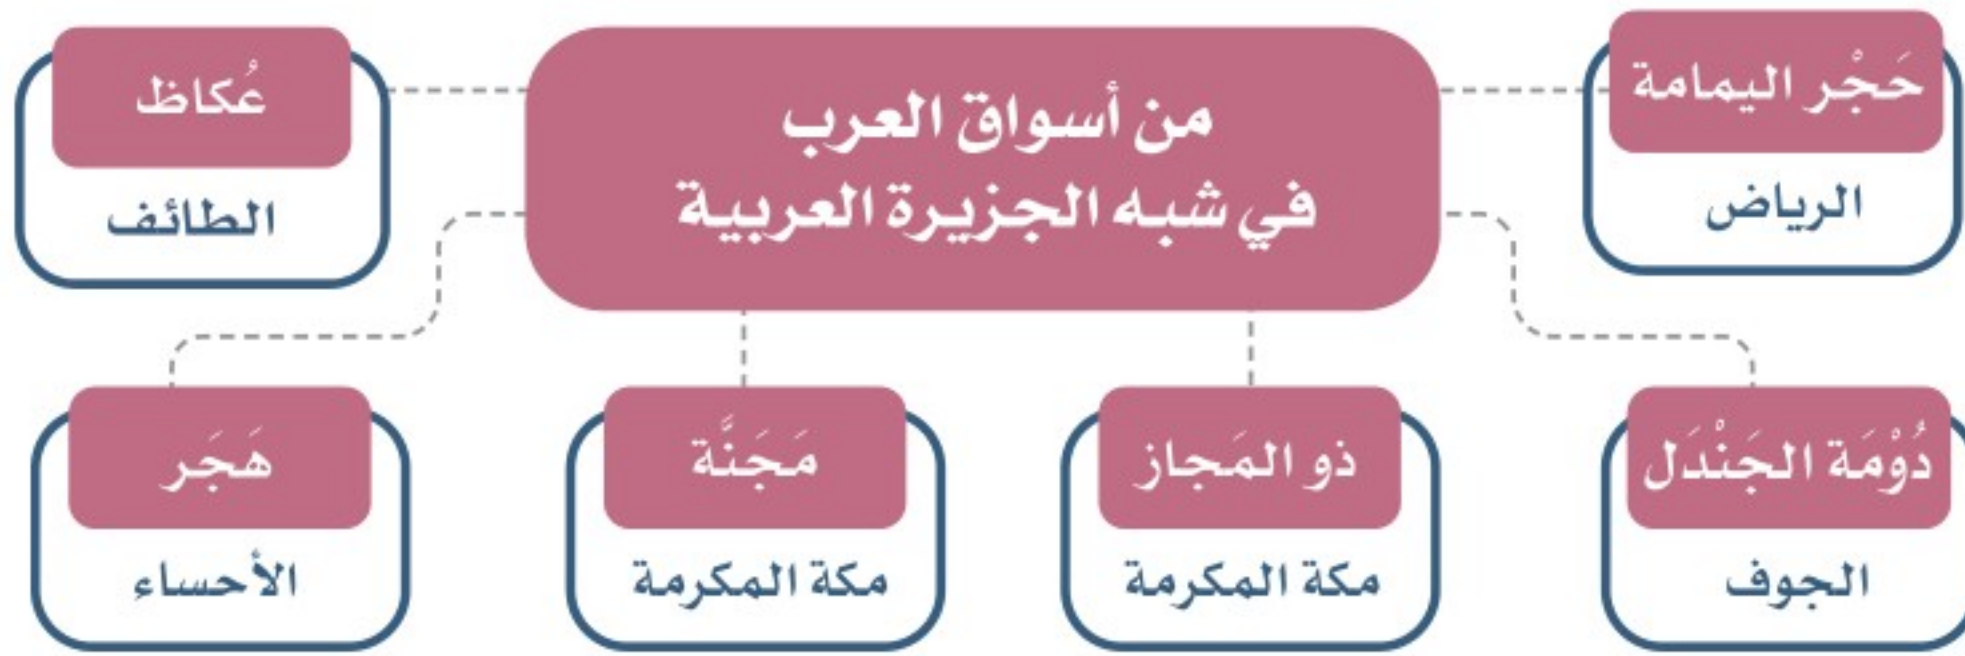 من أسواق العرب
في شبه الجزيرة العربية
حَجْر اليمامة
الرياض
عُكاظ
الطائف
دُوْمَة الجَنْدَل
الجوف
ذو المَجاز
مكة المكرمة
مَجَنَّة
مكة المكرمة
هَجَر
الأحساء